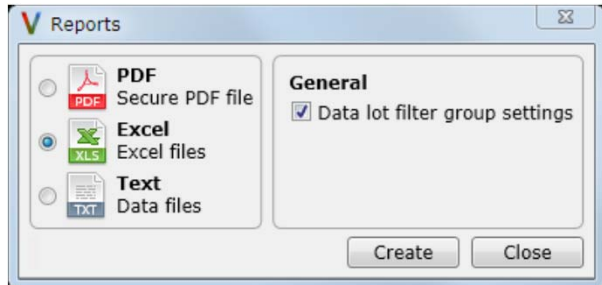 Reports
PDF
PDF
Secure PDF file
XLS
Excel
Excel files
TXT
Text
Data files
General
Data lot filter group settings
Create
Close